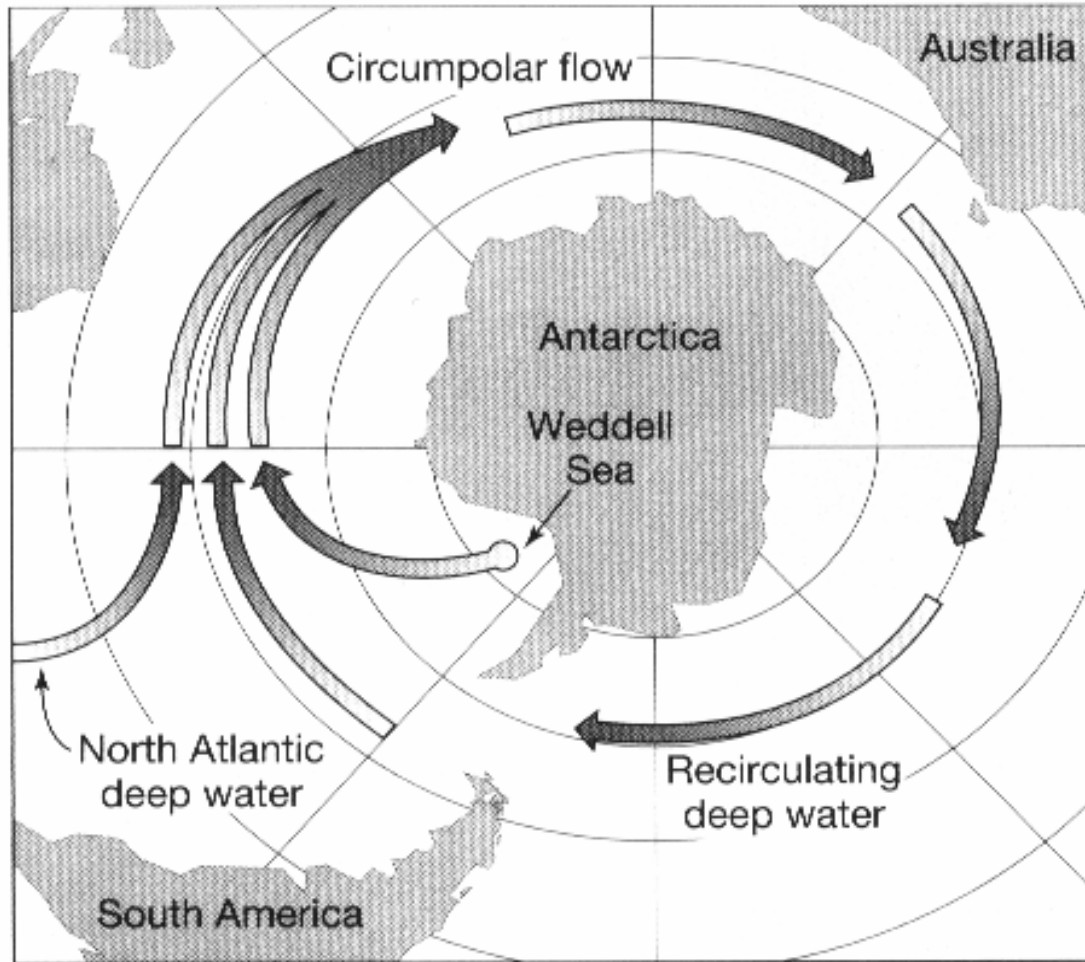 Australia
Circumpolar flow
Antarctica
Weddell
Sea
North Atlantic
deep water
Recirculating
deep water
South America